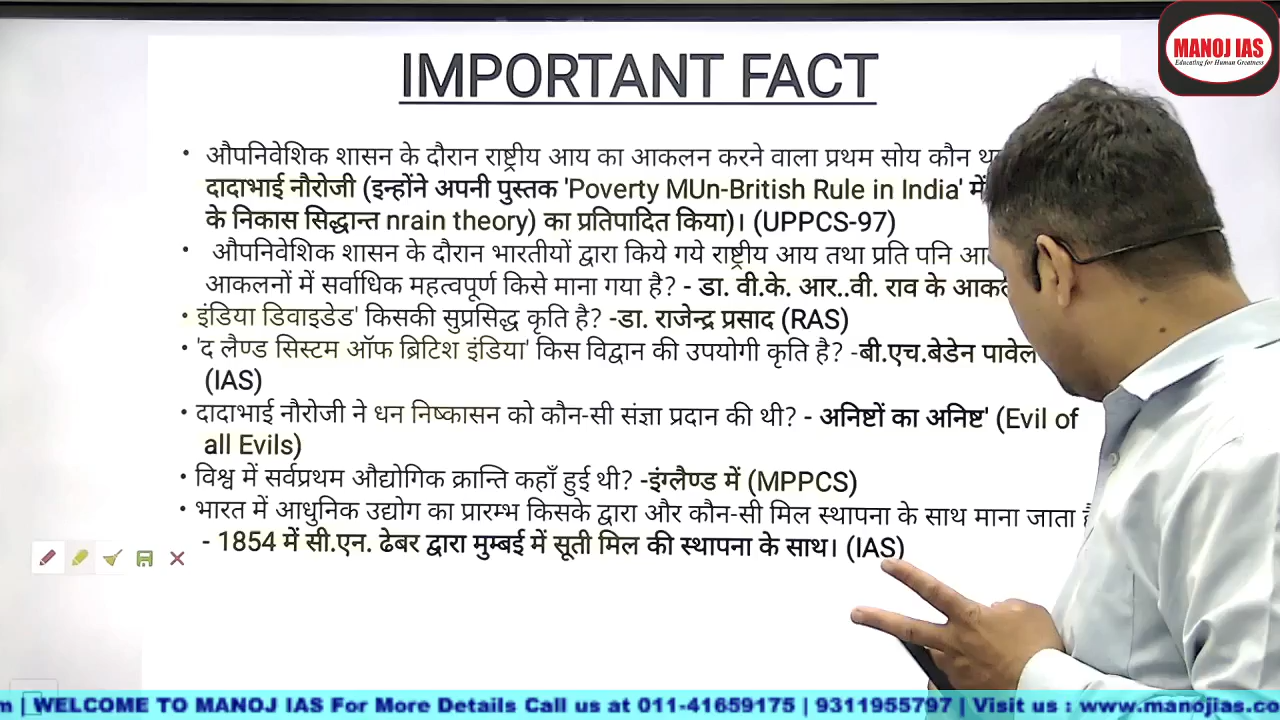 MANOJ IAS
Educating for Human Greatness
IMPORTANT FACT
• औपनिवेशिक शासन के दौरान राष्ट्रीय आय का आकलन करने वाला प्रथम सोय कौन
दादाभाई नौरोजी (इन्होंने अपनी पुस्तक 'Poverty MUn-British Rule in India' में
के निकास सिद्धान्त nrain theory) का प्रतिपादित किया)। (UPPCS-97)
• औपनिवेशिक शासन के दौरान भारतीयों द्वारा किये गये राष्ट्रीय आय तथा प्रति पनि
आकलनों में सर्वाधिक महत्वपूर्ण किसे माना गया है? - डा. वी.के. आर..वी. राव के
• इंडिया डिवाइडेड' किसकी सुप्रसिद्ध कृति है? -डा. राजेन्द्र प्रसाद (RAS)
• 'द लैण्ड सिस्टम ऑफ ब्रिटिश इंडिया' किस विद्वान की उपयोगी कृति है? -बी.एच.बेडेन पावेल
(IAS)
• दादाभाई नौरोजी ने धन निष्कासन को कौन-सी संज्ञा प्रदान की थी? - अनिष्टों का अनिष्ट' (Evil of
all Evils)
• विश्व में सर्वप्रथम औद्योगिक क्रान्ति कहाँ हुई थी? -इंग्लैण्ड में (MPPCS)
• भारत में आधुनिक उद्योग का प्रारम्भ किसके द्वारा और कौन-सी मिल स्थापना के साथ माना जाता
- 1854 में सी.एन. ढेबर द्वारा मुम्बई में सूती मिल की स्थापना के साथ। (IAS)
| WELCOME TO MANOJ IAS For More Details Call us at 011-41659175 | 9311955797 | Visit us :